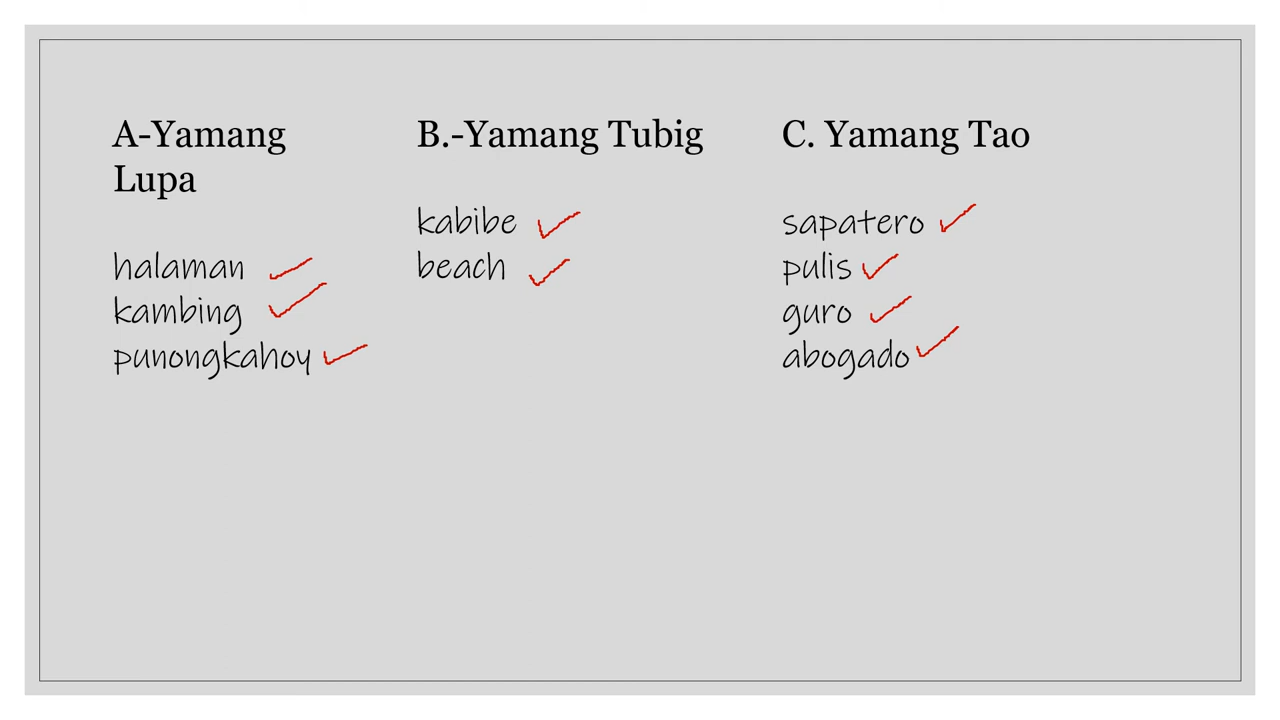 A-Yamang
Lupa
halaman
kambing
punongkahoy
B.-Yamang Tubig
kabibe
beach
C. Yamang Tao
sapatero
pulis
guro
abogado